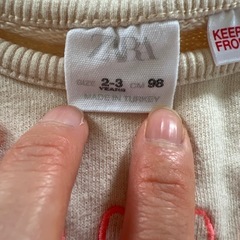 ZARA
SIZE 2-3 YEARS CM 98
MADE IN TURKEY
KEEP
FRO